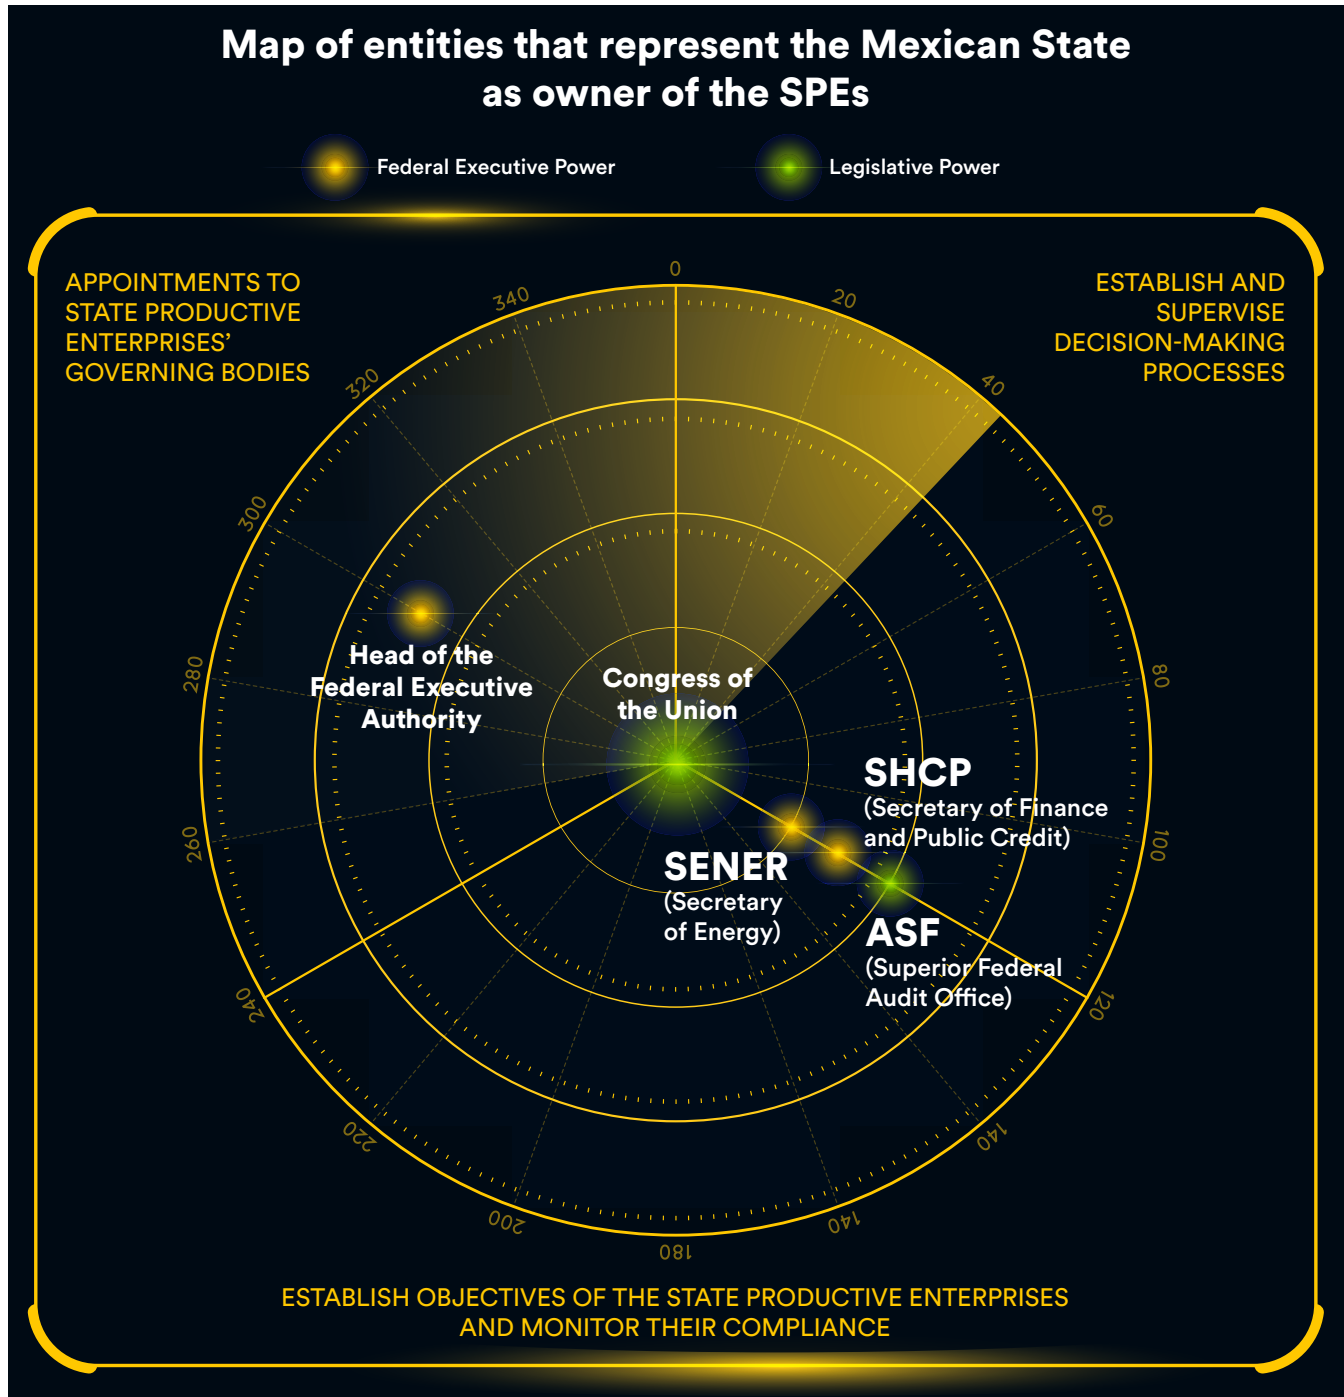 Map of entities that represent the Mexican State
as owner of the SPEs
Federal Executive Power
Legislative Power
APPOINTMENTS TO
STATE PRODUCTIVE
ENTERPRISES’
GOVERNING BODIES
ESTABLISH AND
SUPERVISE
DECISION-MAKING
PROCESSES
0
20
40
60
80
100
120
140
140
180
200
220
240
260
280
300
320
340
Head of the
Federal Executive
Authority
Congress of
the Union
SHCP
(Secretary of Finance
and Public Credit)
SENER
(Secretary
of Energy)
ASF
(Superior Federal
Audit Office)
ESTABLISH OBJECTIVES OF THE STATE PRODUCTIVE ENTERPRISES
AND MONITOR THEIR COMPLIANCE